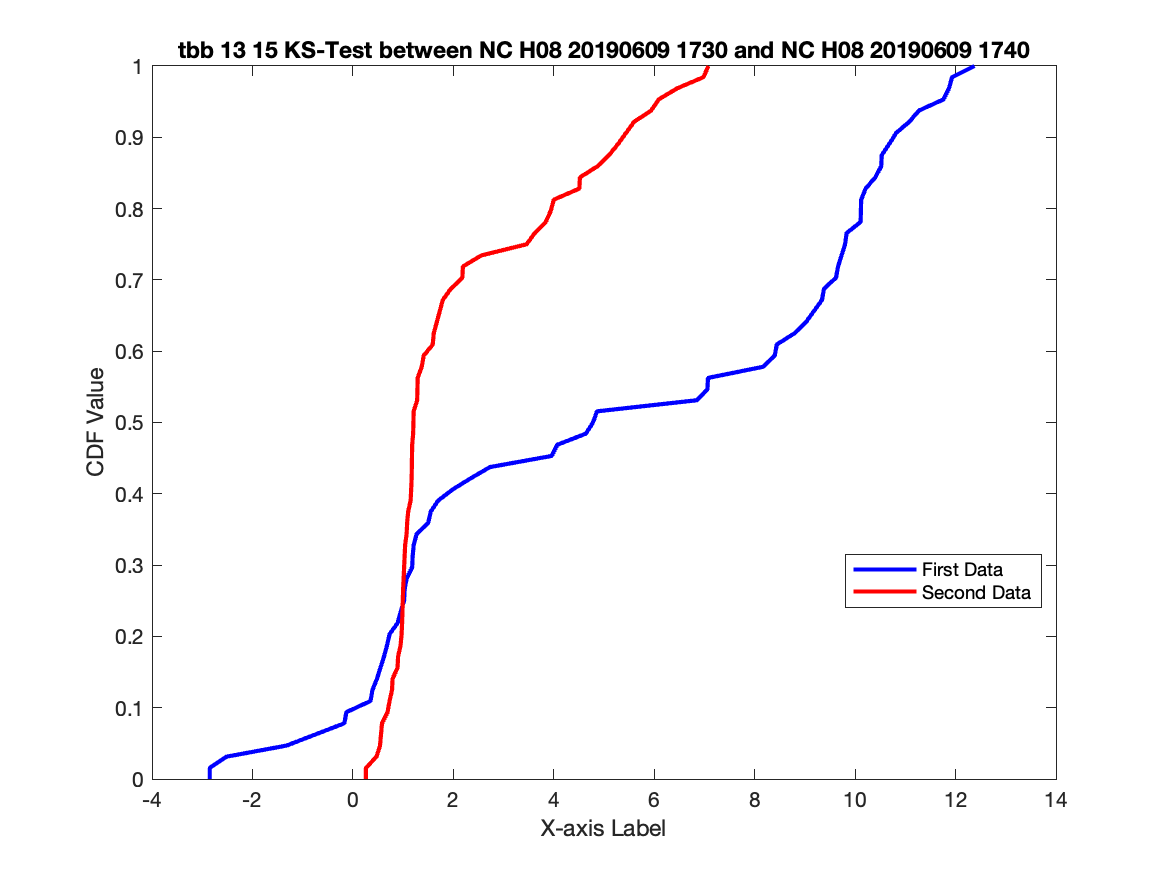 tbb 13 15 KS-Test between NC H08 20190609 1730 and NC H08 20190609 1740
1
0.9
0.8
0.7
0.6
0.5
0.4
0.3
0.2
0.1
0
CDF Value
First Data
Second Data
-4 -2 0 2 4 6 8 10 12 14
X-axis Label